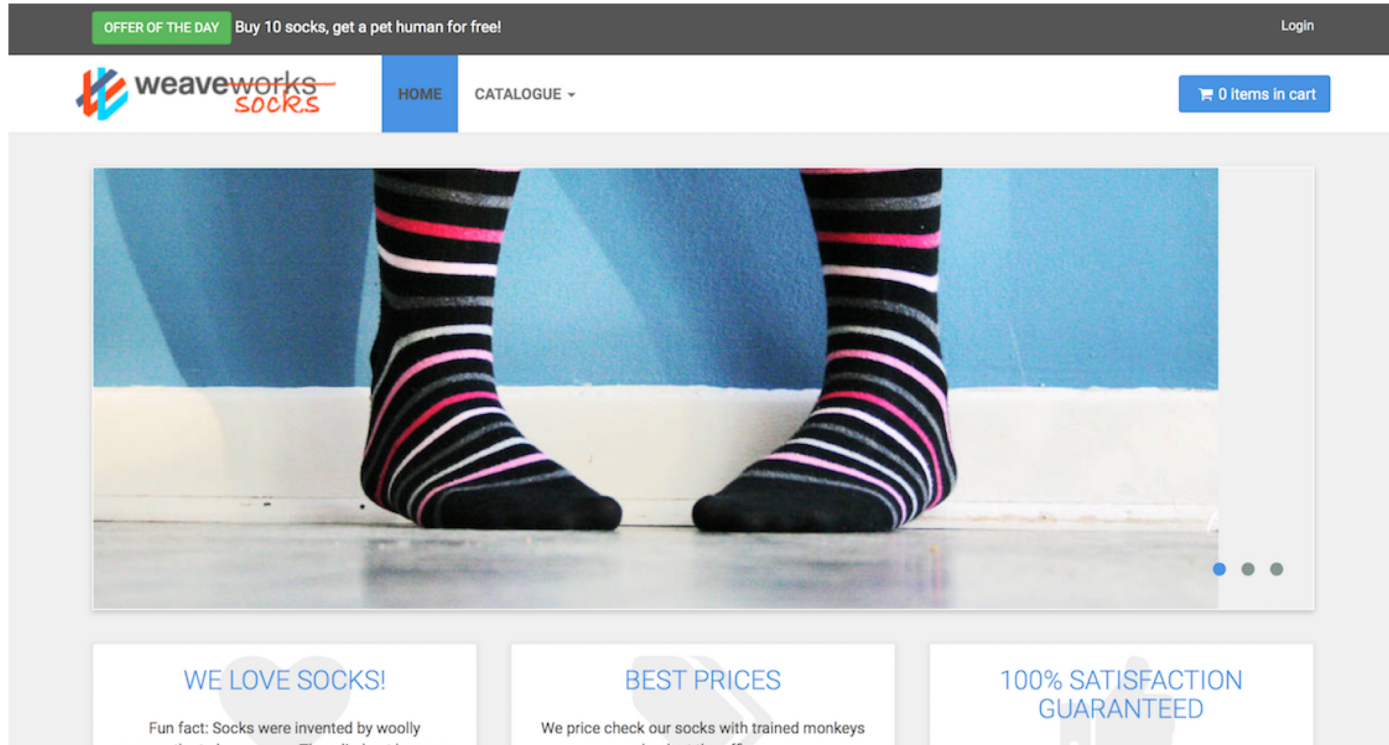 OFFER OF THE DAY Buy 10 socks, get a pet human for free!
Login
weaveworks
socks
HOME
CATALOGUE
0 items in cart
WE LOVE SOCKS!
Fun fact: Socks were invented by woolly
BEST PRICES
We price check our socks with trained monkeys
100% SATISFACTION
GUARANTEED